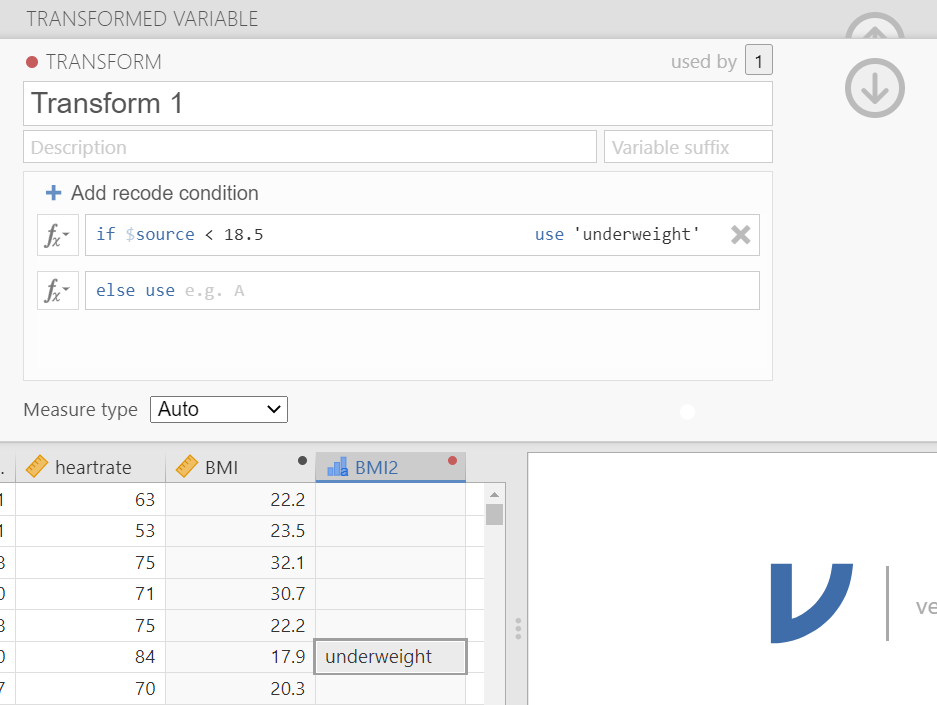 TRANSFORMED VARIABLE
TRANSFORM used by 1
Transform 1
Description Variable suffix
+ Add recode condition
fx if $source < 18.5 use 'underweight'
fx else use e.g. A
Measure type Auto
. heartrate BMI a BMI2
1 63 22.2
1 53 23.5
3 75 32.1
0 71 30.7
3 75 22.2
0 84 17.9 underweight
7 70 20.3
ve